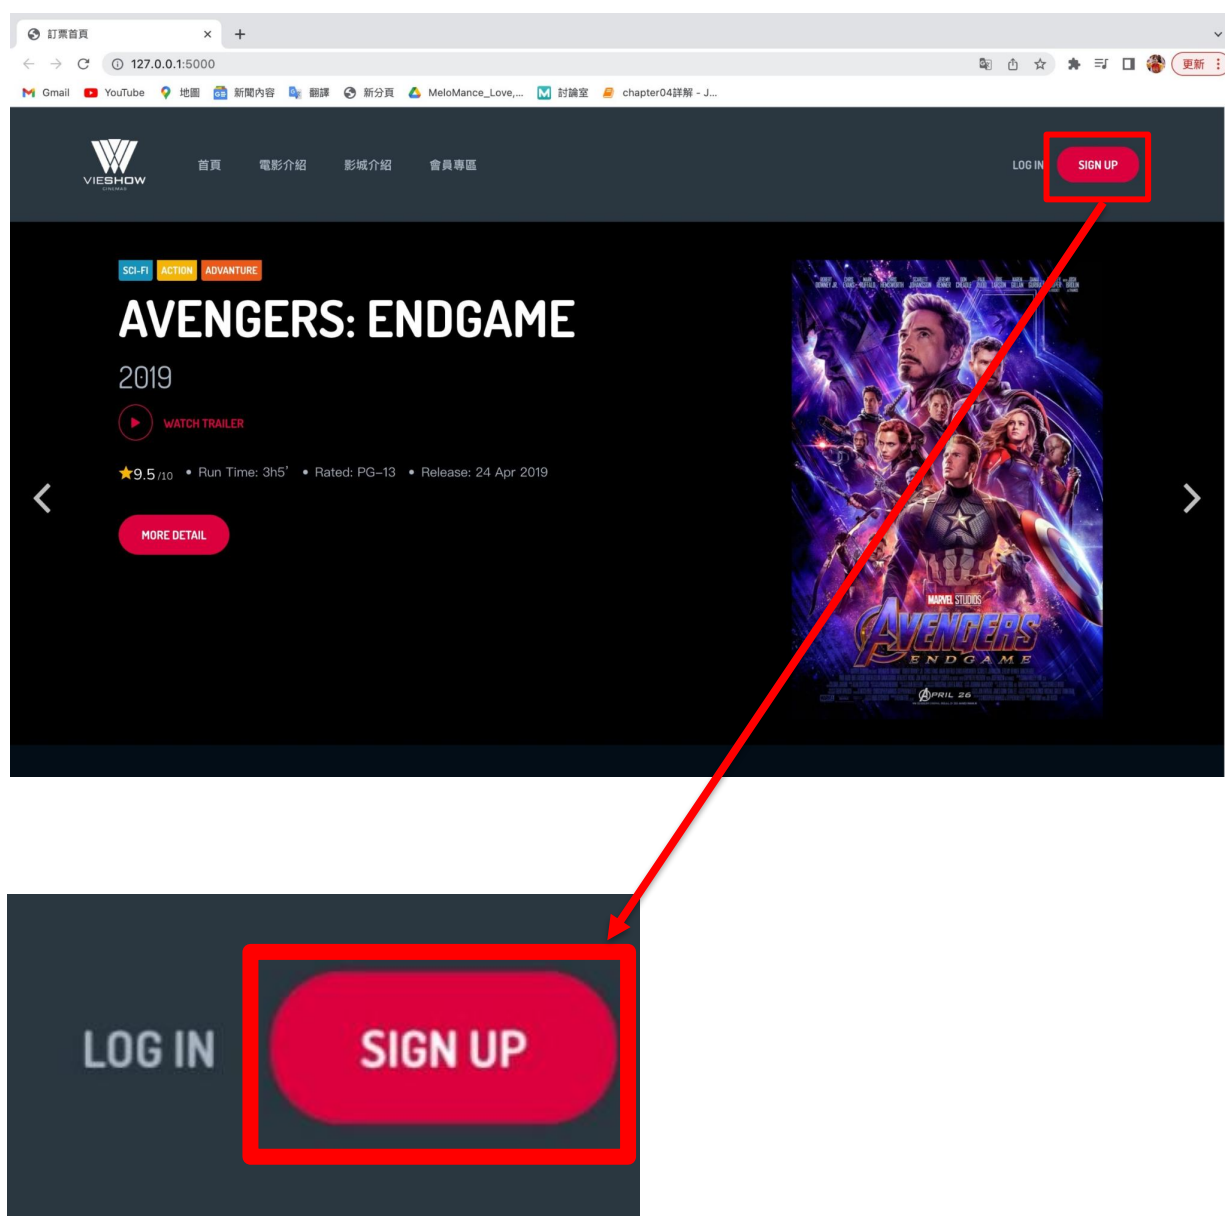 訂票首頁
127.0.0.1:5000
更新
Gmail YouTube 地圖 新聞內容 翻譯 新分頁 MeloMance_Love,... 討論室 chapter04詳解 - J...
VIESHOW
CINEMAS
首頁 電影介紹 影城介紹 會員專區
LOG IN SIGN UP
SCI-FI ACTION ADVANTURE
AVENGERS: ENDGAME
2019
WATCH TRAILER
9.5 /10 • Run Time: 3h5’ • Rated: PG-13 • Release: 24 Apr 2019
MORE DETAIL
MARVEL STUDIOS
AVENGERS
ENDGAME
APRIL 26
LOG IN SIGN UP